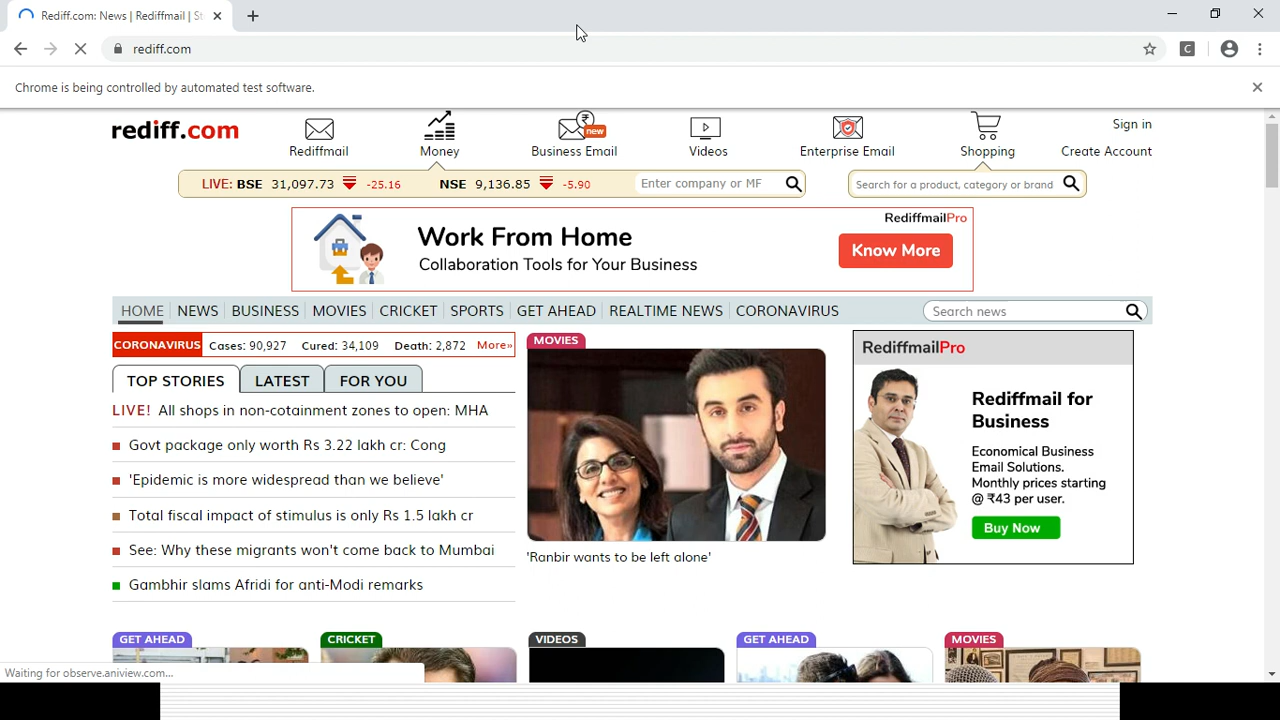 Rediff.com: News | Rediffmail | St
rediff.com
C
Chrome is being controlled by automated test software.
rediff.com
Rediffmail
Money
new
Business Email
Videos
Enterprise Email
Shopping
Sign in
Create Account
LIVE: BSE 31,097.73 -25.16 NSE 9,136.85 -5.90
Enter company or MF
Search for a product, category or brand
RediffmailPro
Work From Home
Collaboration Tools for Your Business
Know More
HOME NEWS BUSINESS MOVIES CRICKET SPORTS GET AHEAD REALTIME NEWS CORONAVIRUS
Search news
CORONAVIRUS Cases: 90,927 Cured: 34,109 Death: 2,872 More»
TOP STORIES LATEST FOR YOU
LIVE! All shops in non-cotainment zones to open: MHA
Govt package only worth Rs 3.22 lakh cr: Cong
'Epidemic is more widespread than we believe'
Total fiscal impact of stimulus is only Rs 1.5 lakh cr
See: Why these migrants won't come back to Mumbai
Gambhir slams Afridi for anti-Modi remarks
MOVIES
'Ranbir wants to be left alone'
RediffmailPro
Rediffmail for
Business
Economical Business
Email Solutions.
Monthly prices starting
@ ₹43 per user.
Buy Now
GET AHEAD
CRICKET
VIDEOS
GET AHEAD
MOVIES
Waiting for observe.aniview.com...